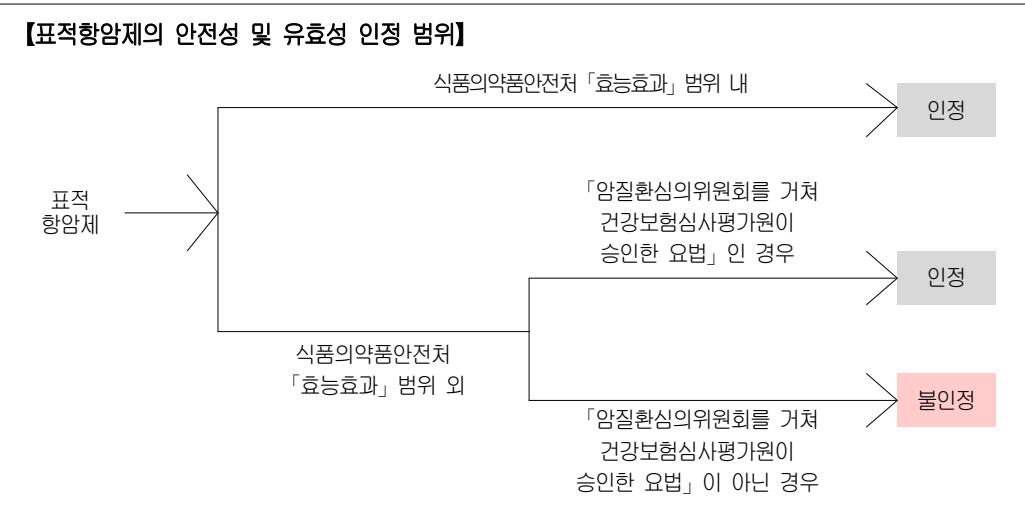 【표적항암제의 안전성 및 유효성 인정 범위】
식품의약품안전처「효능효과」범위 내
인정
표적
항암제
「암질환심의위원회를 거쳐
건강보험심사평가원이
승인한 요법」인 경우
인정
식품의약품안전처
「효능효과」범위 외
불인정
「암질환심의위원회를 거쳐
건강보험심사평가원이
승인한 요법」이 아닌 경우